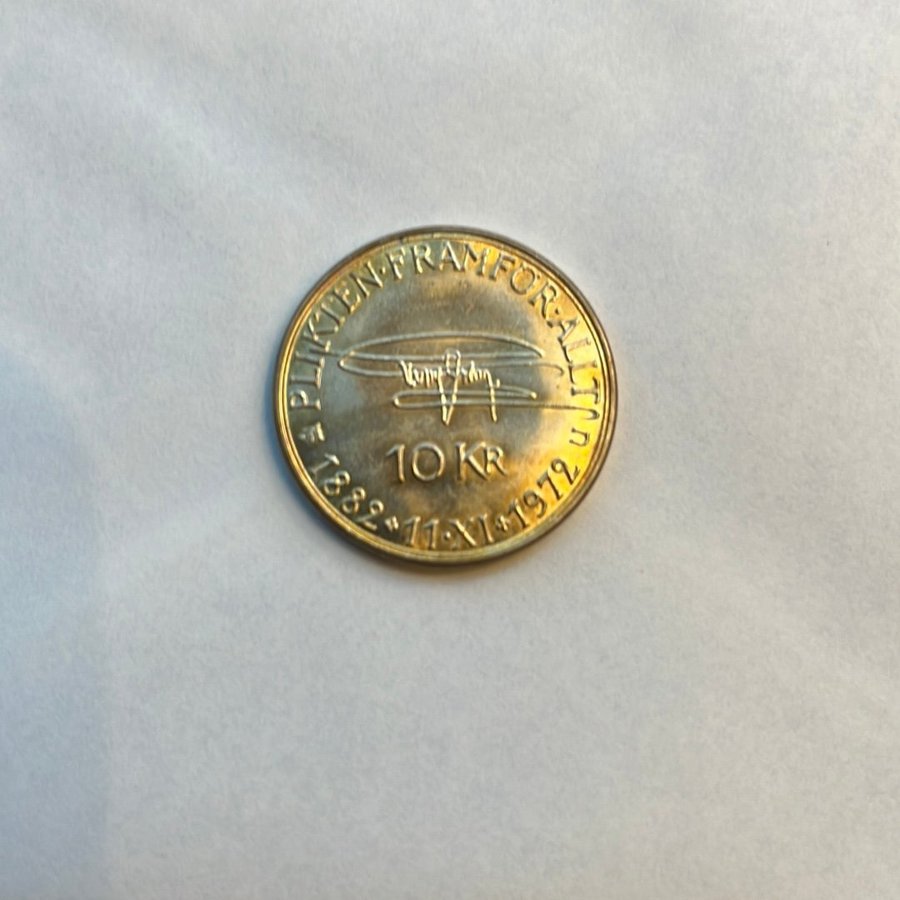 PLIKTEN·FRAMFÖR·ALLT
10 KR
1882 * 11·XI * 1972
U